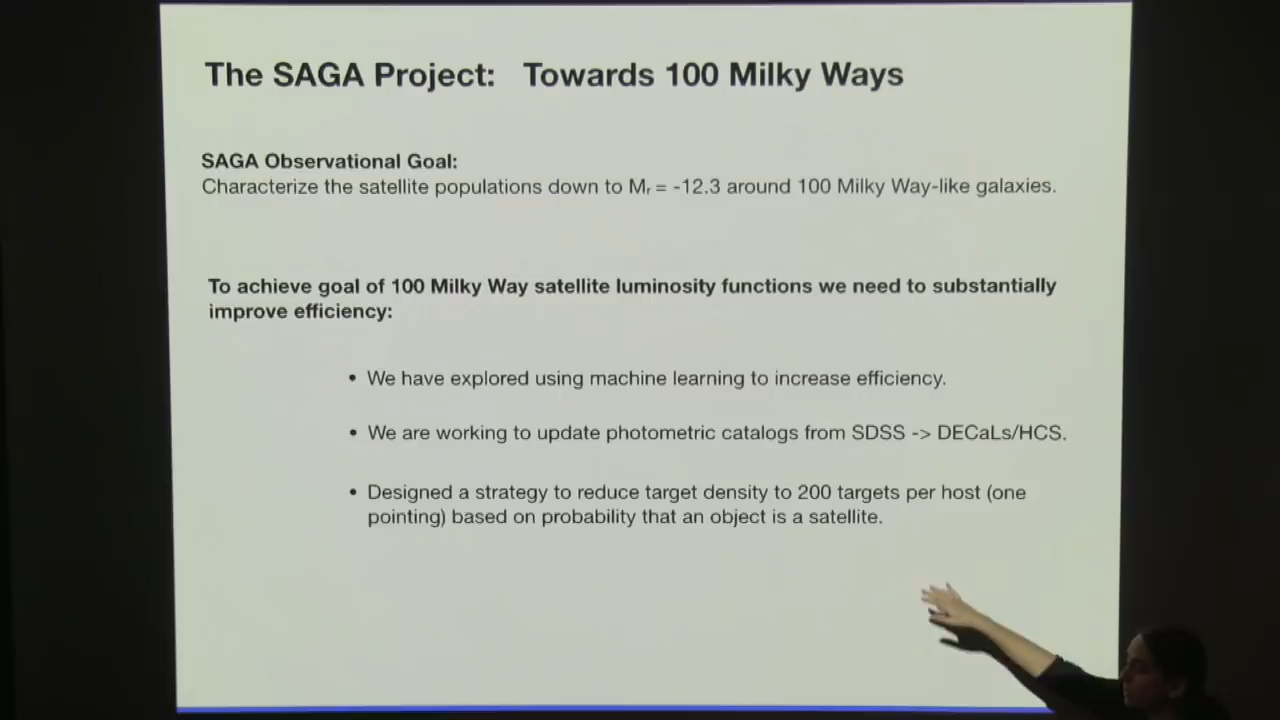 The SAGA Project: Towards 100 Milky Ways
SAGA Observational Goal:
Characterize the satellite populations down to Mr = -12.3 around 100 Milky Way-like galaxies.
To achieve goal of 100 Milky Way satellite luminosity functions we need to substantially
improve efficiency:
• We have explored using machine learning to increase efficiency.
• We are working to update photometric catalogs from SDSS -> DECaLs/HCS.
• Designed a strategy to reduce target density to 200 targets per host (one
pointing) based on probability that an object is a satellite.